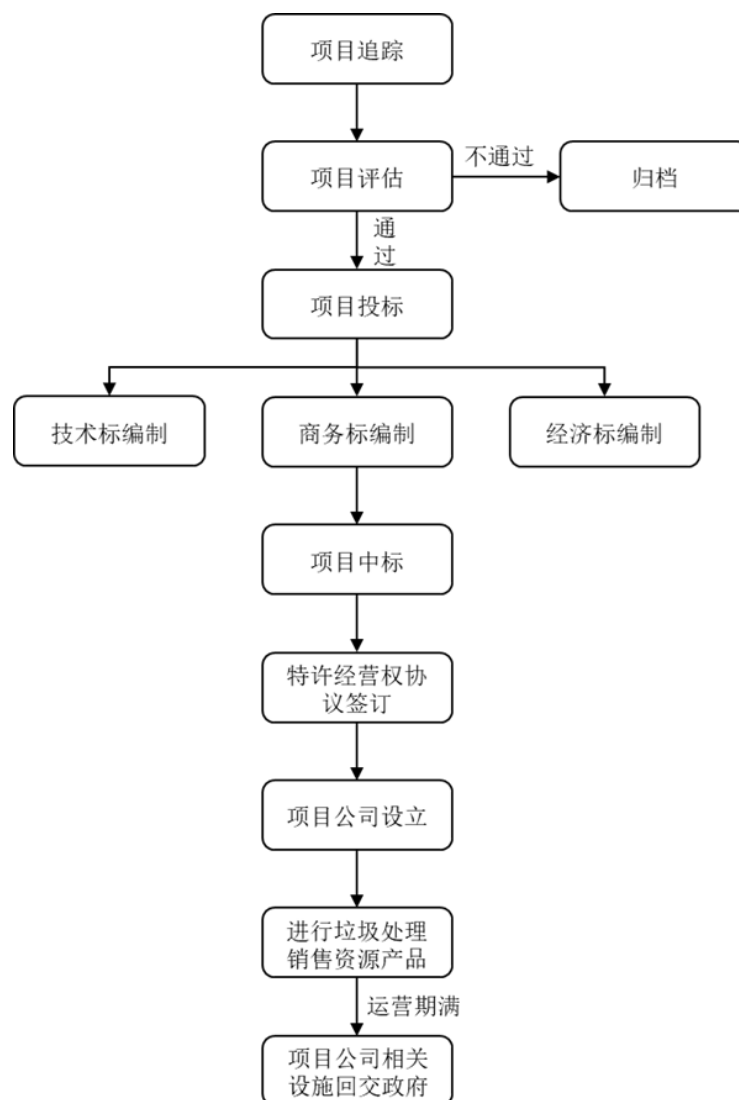 项目追踪
项目评估
不通过
归档
通
过
项目投标
技术标编制
商务标编制
经济标编制
项目中标
特许经营权协
议签订
项目公司设立
进行垃圾处理
销售资源产品
运营期满
项目公司相关
设施回交政府